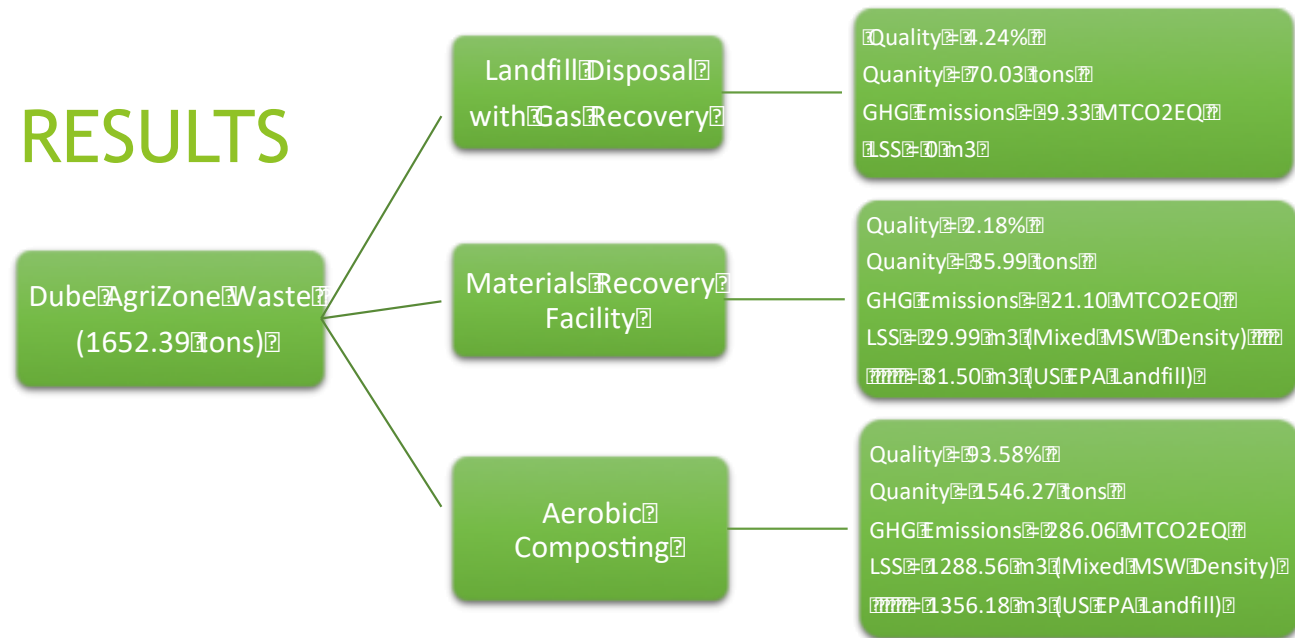 RESULTS
Dube AgriZone Waste
(1652.39 tons)
Landfill Disposal
with Gas Recovery
Quality = 4.24%
Quanity = 70.03 tons
GHG Emissions = -9.33 MTCO2EQ
LSS = 0 m3
Materials Recovery
Facility
Quality = 2.18%
Quanity = 35.99 tons
GHG Emissions = -21.10 MTCO2EQ
LSS = 29.99 m3 (Mixed MSW Density)
= 81.50 m3 (US EPA Landfill)
Aerobic
Composting
Quality = 93.58%
Quanity = 1546.27 tons
GHG Emissions = 286.06 MTCO2EQ
LSS = 1288.56 m3 (Mixed MSW Density)
= 1356.18 m3 (US EPA Landfill)